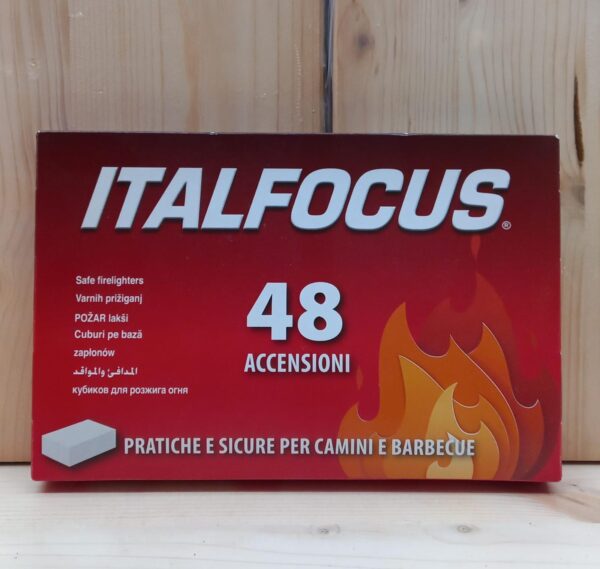 ITALFOCUS®
Safe firelighters
Varnih prižiganj
POŽAR lakši
Cuburi pe bază
zapłonów
المدافئ والمواقد
кубиков для розжига огня
48
ACCENSIONI
PRATICHE E SICURE PER CAMINI E BARBECUE